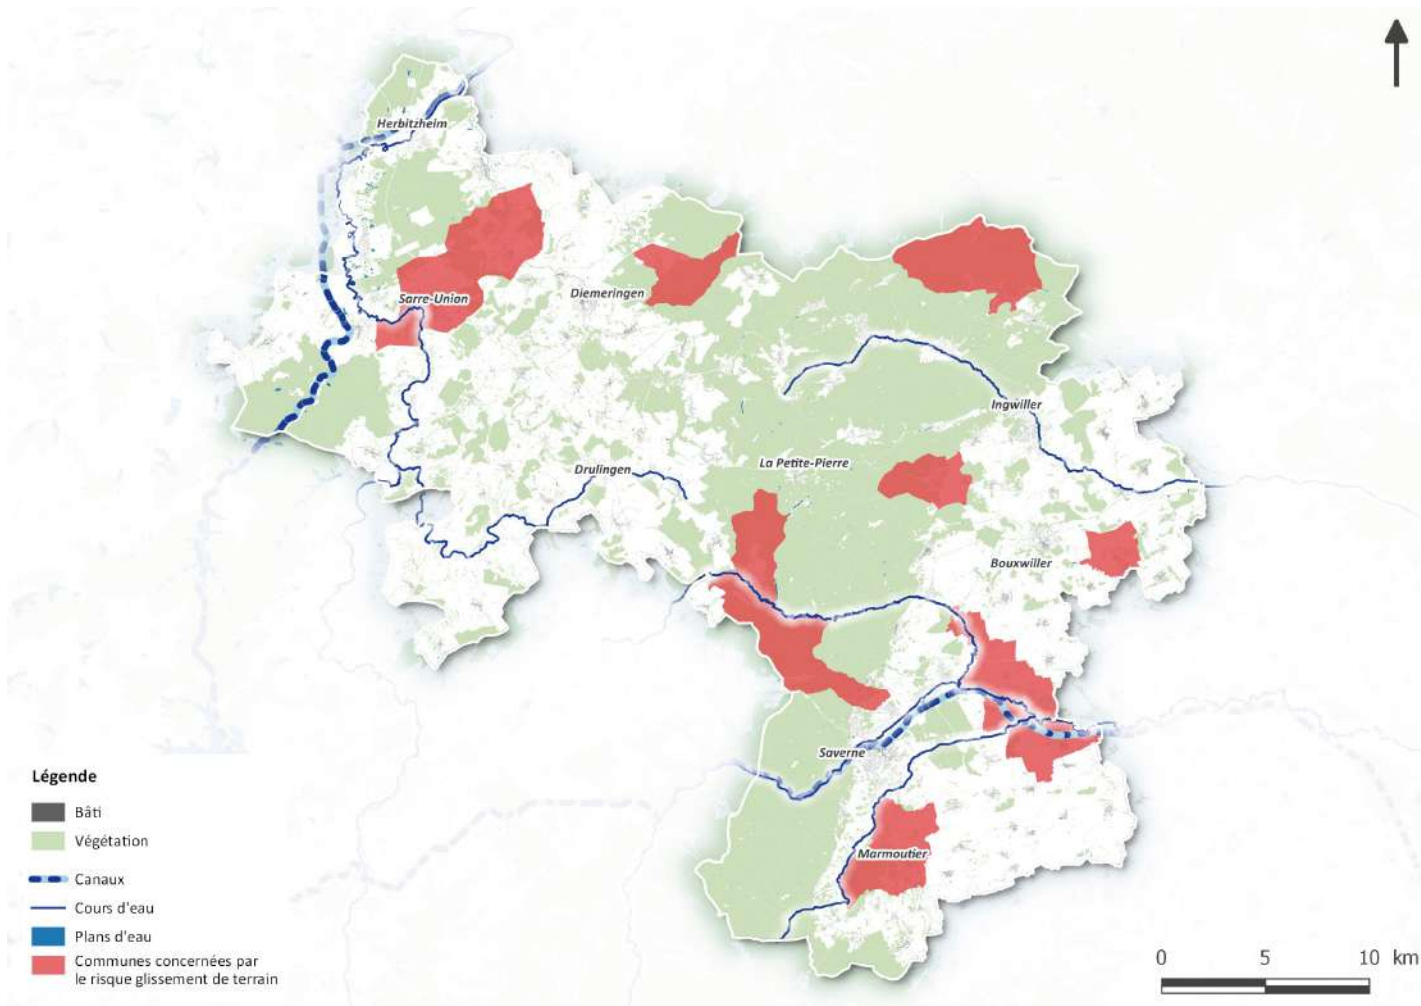 Herbitzheim
Sarre-Union
Diemeringen
Ingwiller
La Petite-Pierre
Drulingen
Bouxwiller
Saverne
Marmoutier
Légende
Bâti
Végétation
Canaux
Cours d'eau
Plans d'eau
Communes concernées par
le risque glissement de terrain
0 5 10 km